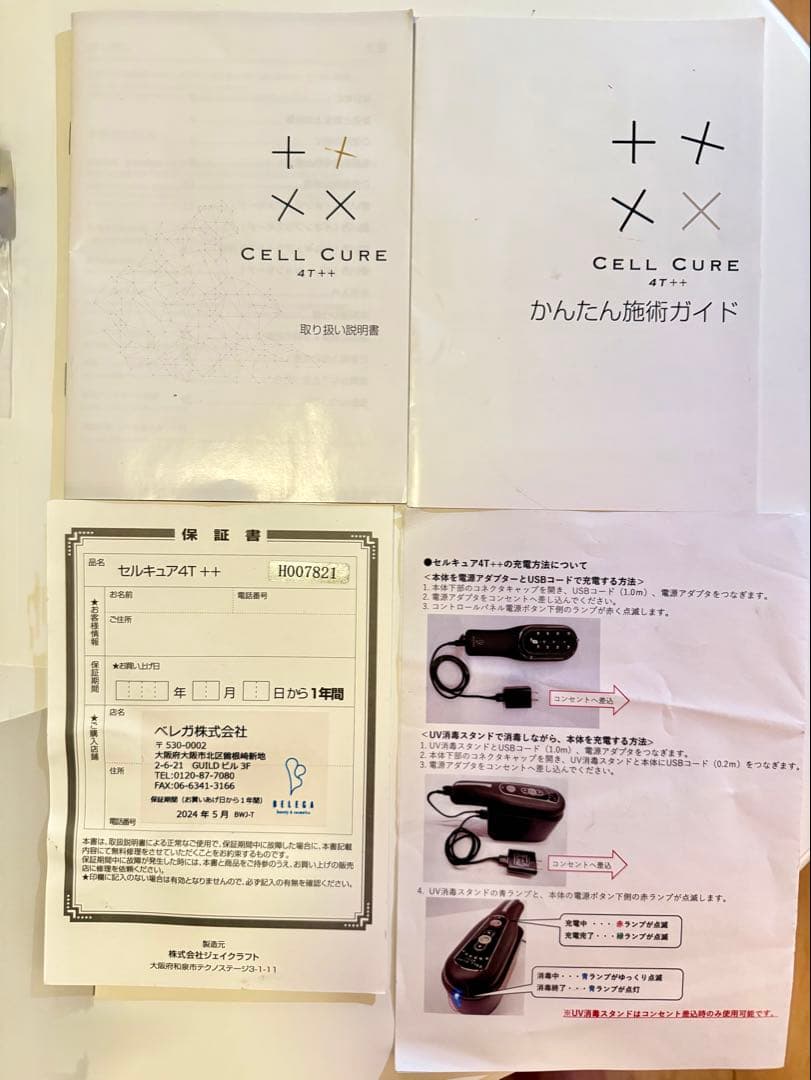 CELL CURE
4T++
取り扱い説明書
CELL CURE
4T++
かんたん施術ガイド
保証書
品名
セルキュア4T ++
H007821
★お客様情報
お名前
電話番号
ご住所
保証期間
★お買い上げ日
年 月 日から1年間
★ご購入店舗
店名
ベレガ株式会社
〒530-0002
大阪府大阪市北区曽根崎新地
2-6-21 GUILDビル 3F
TEL:0120-87-7080
FAX:06-6341-3166
保証期間（お買いあげ日から1年間）
2024年5月 BWJ-T
BELEGA
beauty & cosmetics
住所
電話番号
本書は、取扱説明書による正常なご使用で、保証期間中に故障した場合に、本書記載
内容にて無料修理をさせていただくことをお約束するものです。
保証期間中に故障が発生した時には、本書と商品をご持参のうえ、お買い上げの販売
店に修理を依頼ください。
★印欄に記入のない場合は有効となりませんので、必ず記入の有無を確認ください。
製造元
株式会社ジェイクラフト
大阪府和泉市テクノステージ3-1-11
●セルキュア4T++の充電方法について
＜本体を電源アダプターとUSBコードで充電する方法＞
1. 本体下部のコネクタキャップを開き、USBコード（1.0m）、電源アダプタをつなぎます。
2. 電源アダプタをコンセントへ差し込んでください。
3. コントロールパネル電源ボタン下側のランプが赤く点滅します。
コンセントへ差込
＜UV消毒スタンドで消毒しながら、本体を充電する方法＞
1. UV消毒スタンドとUSBコード（1.0m）、電源アダプタをつなぎます。
2. 本体下部のコネクタキャップを開き、UV消毒スタンドと本体にUSBコード（0.2m）をつなぎます。
3. 電源アダプタをコンセントへ差し込んでください。
コンセントへ差込
4. UV消毒スタンドの青ランプと、本体の電源ボタン下側の赤ランプが点滅します。
充電中・・・赤ランプが点滅
充電完了・・・緑ランプが点滅
消毒中・・・青ランプがゆっくり点滅
消毒終了・・・青ランプが点灯
※UV消毒スタンドはコンセント差込時のみ使用可能です。